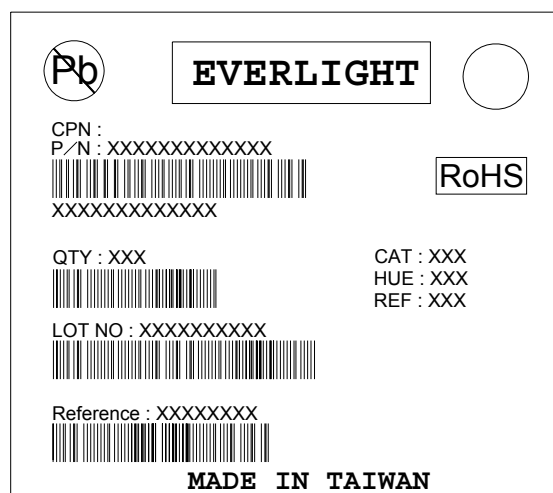 Pb
EVERLIGHT
CPN :
P/N : XXXXXXXXXXXXX
XXXXXXXXXXXXX
RoHS
QTY : XXX
CAT : XXX
HUE : XXX
REF : XXX
LOT NO : XXXXXXXXXX
Reference : XXXXXXXX
MADE IN TAIWAN